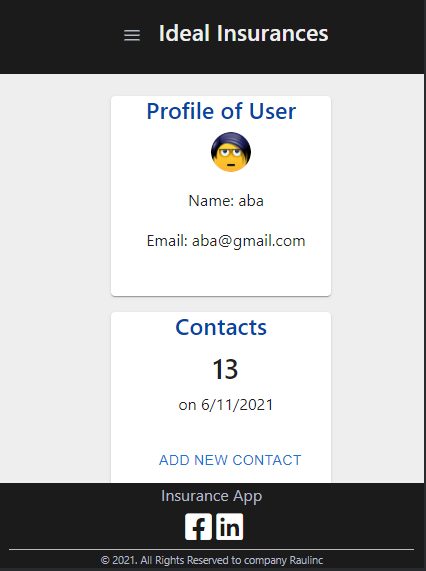 Ideal Insurances
Profile of User
Name: aba
Email: aba@gmail.com
Contacts
13
on 6/11/2021
ADD NEW CONTACT
Insurance App
© 2021. All Rights Reserved to company Raulinc